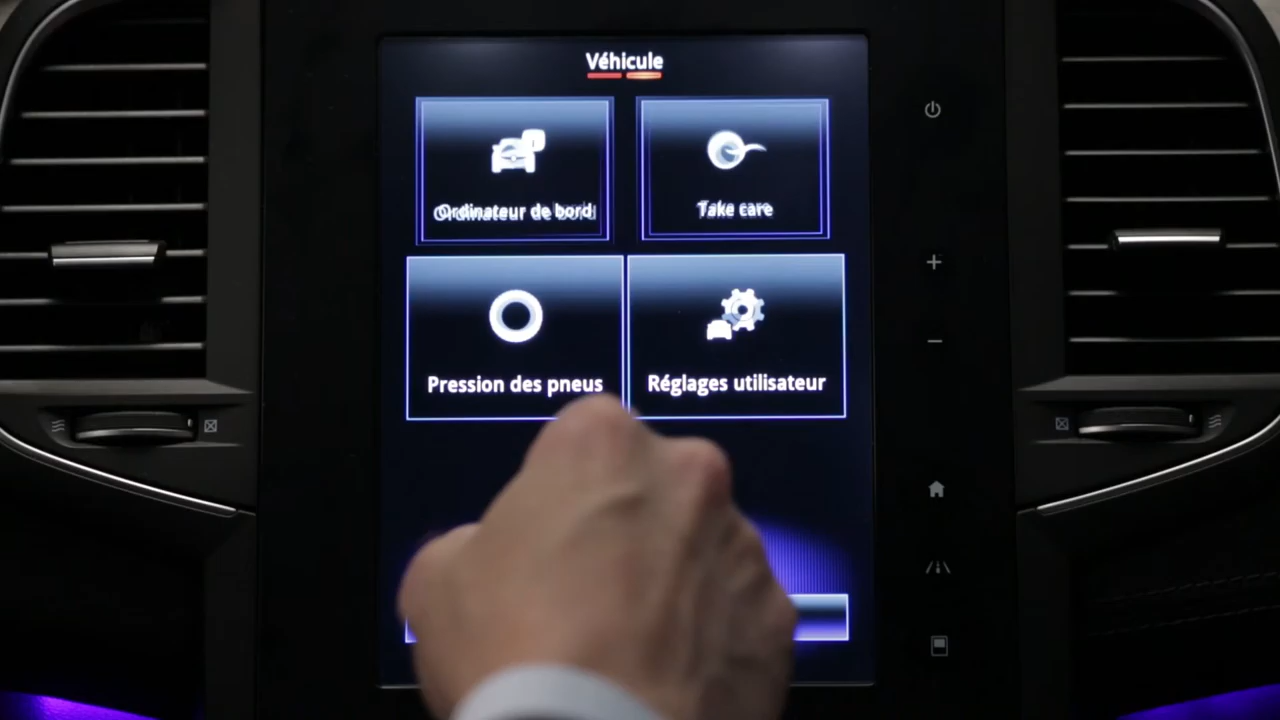 Véhicule
Ordinateur de bord
Take care
Pression des pneus
Réglages utilisateur